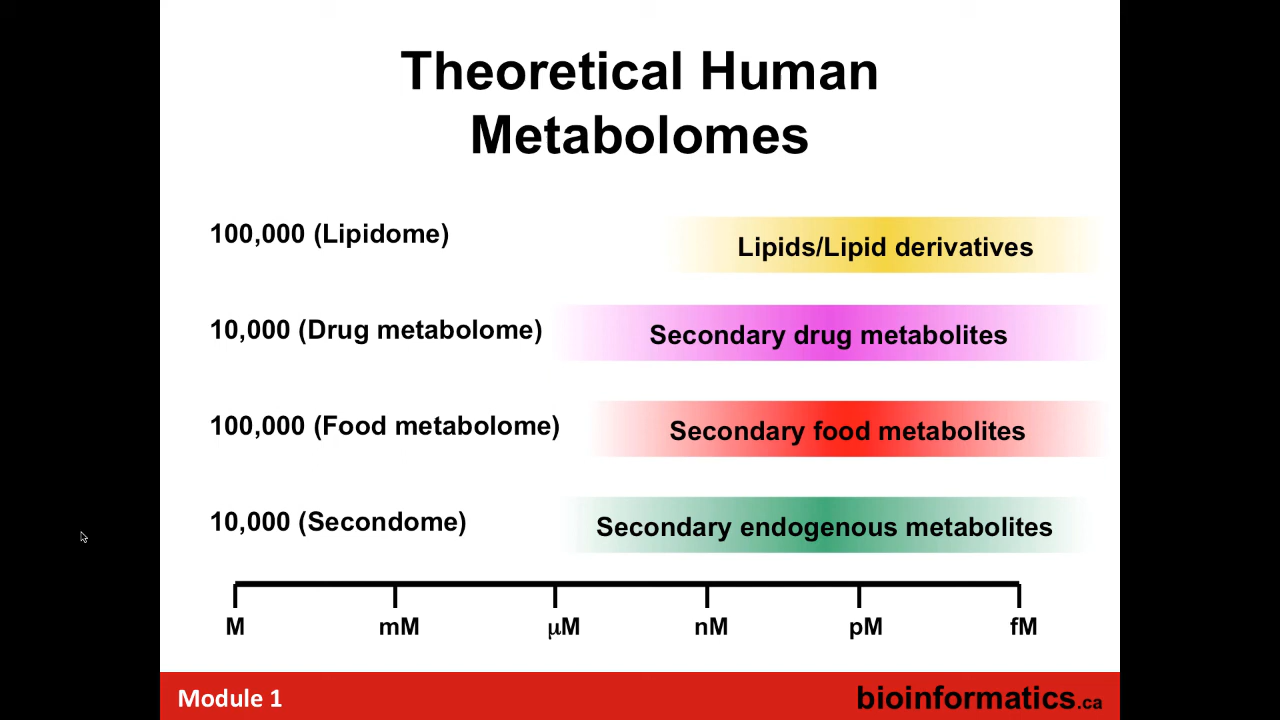 Theoretical Human
Metabolomes
100,000 (Lipidome)
Lipids/Lipid derivatives
10,000 (Drug metabolome)
Secondary drug metabolites
100,000 (Food metabolome)
Secondary food metabolites
10,000 (Secondome)
Secondary endogenous metabolites
M mM μM nM pM fM
Module 1
bioinformatics.ca